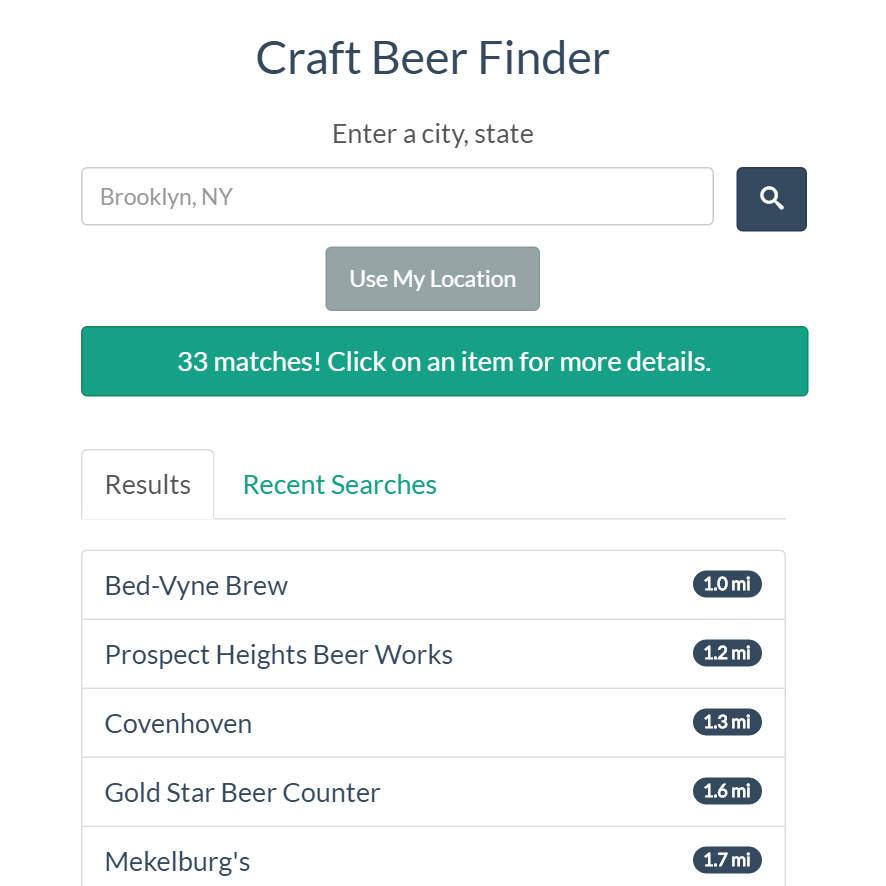 Craft Beer Finder
Enter a city, state
Brooklyn, NY
Use My Location
33 matches! Click on an item for more details.
Results Recent Searches
Bed-Vyne Brew 1.0 mi
Prospect Heights Beer Works 1.2 mi
Covenhoven 1.3 mi
Gold Star Beer Counter 1.6 mi
Mekelburg's 1.7 mi